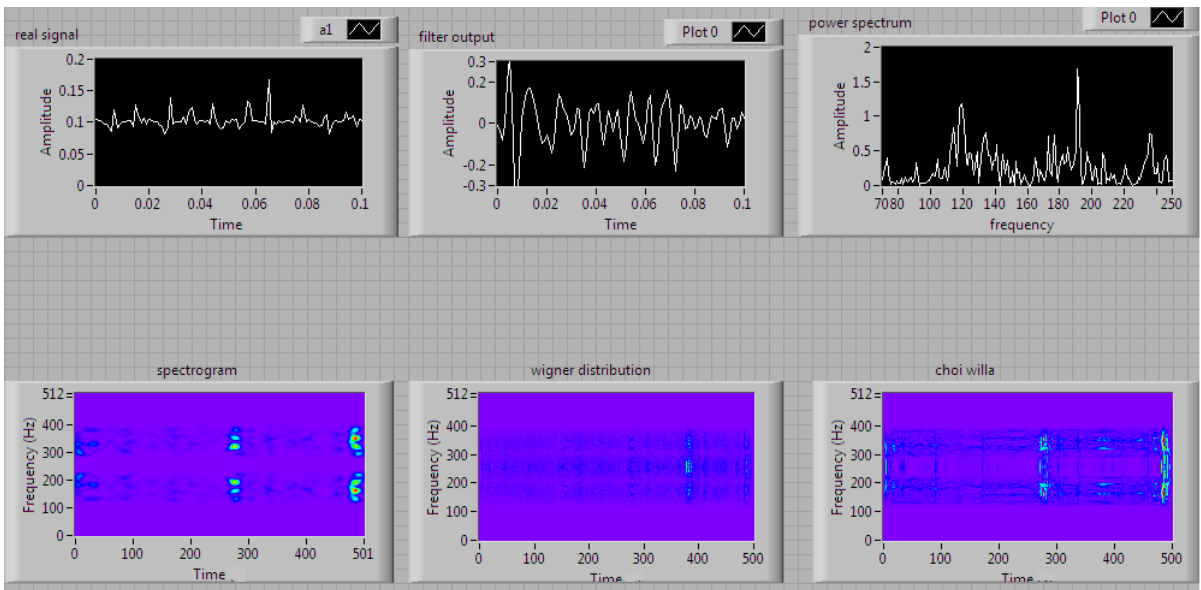 real signal
a1
Amplitude
0.2
0.15
0.1
0.05
0
0 0.02 0.04 0.06 0.08 0.1
Time
filter output
Plot 0
Amplitude
0.3
0.2
0
-0.2
-0.3
0 0.02 0.04 0.06 0.08 0.1
Time
power spectrum
Plot 0
Amplitude
2
1.5
1
0.5
0
70 80 100 120 140 160 180 200 220 250
frequency
spectrogram
Frequency (Hz)
512
400
300
200
100
0
0 100 200 300 400 501
Time
wigner distribution
Frequency (Hz)
512
400
300
200
100
0
0 100 200 300 400 500
Time
choi willa
Frequency (Hz)
512
400
300
200
100
0
0 100 200 300 400 500
Time